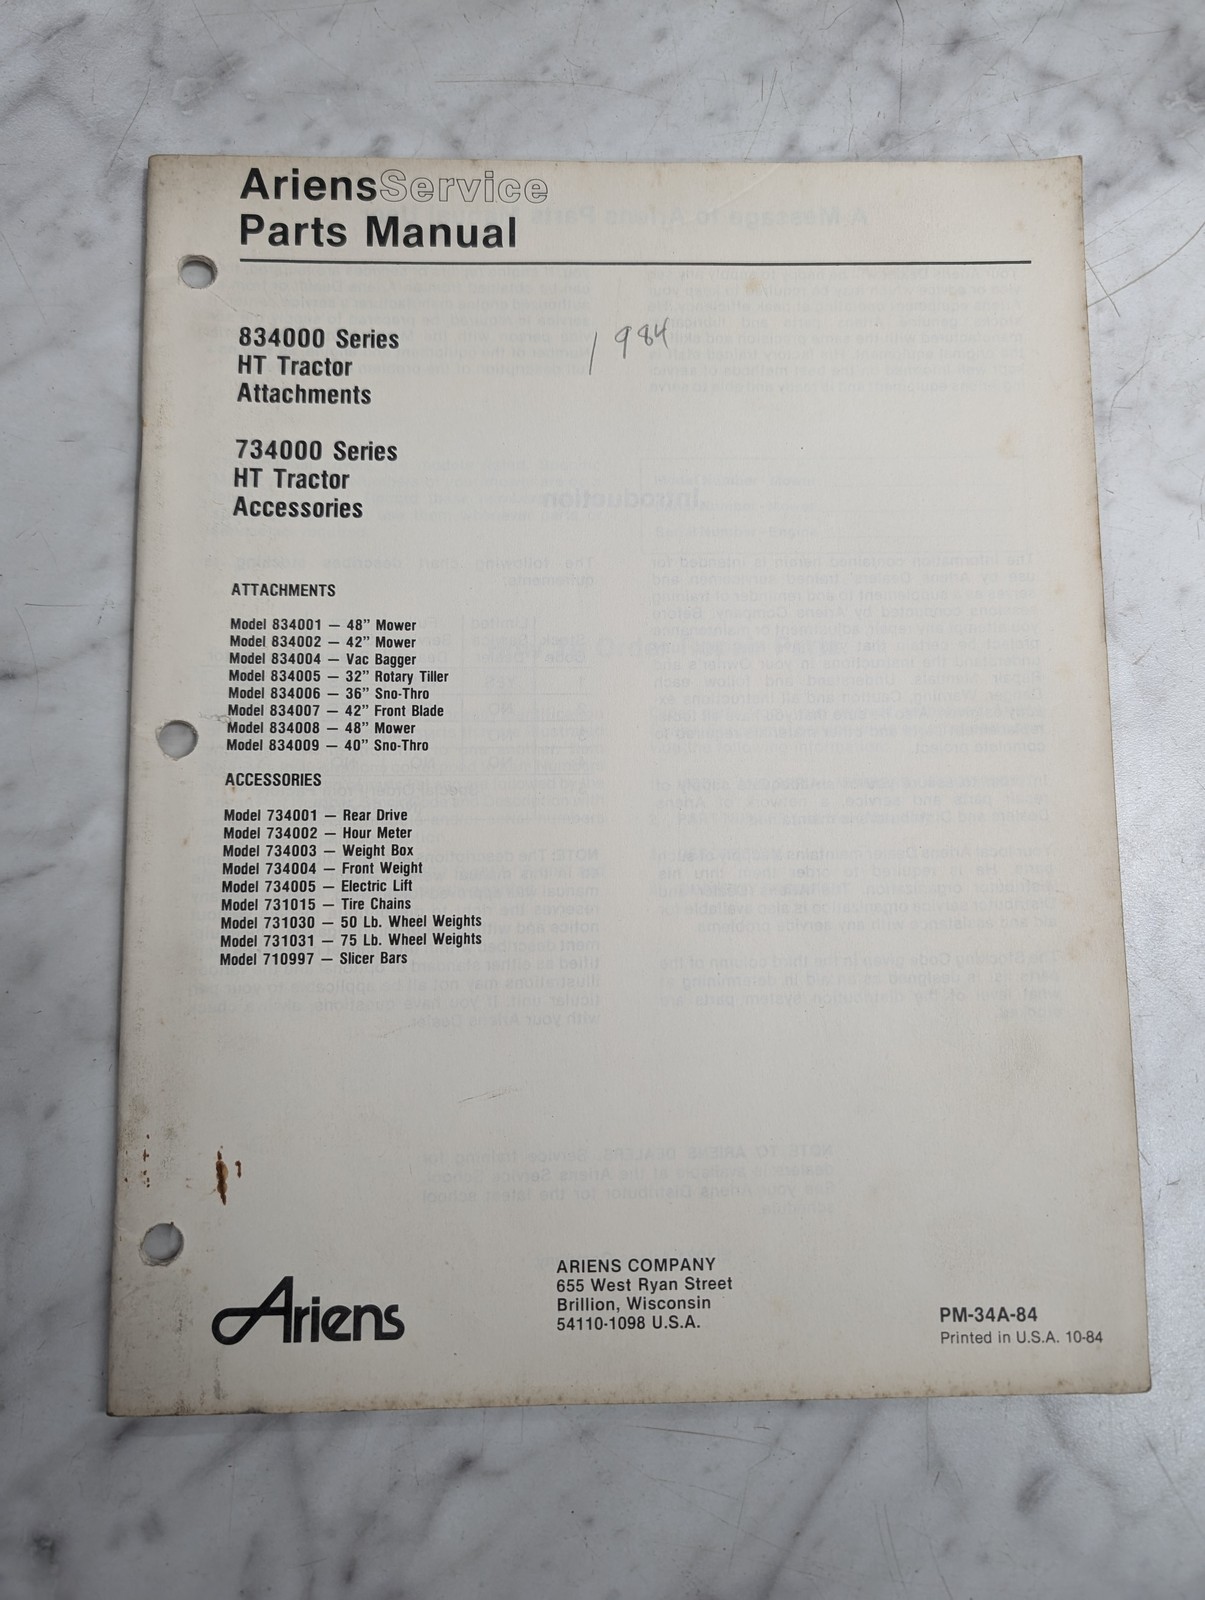 AriensService
Parts Manual
834000 Series
HT Tractor
Attachments
1984
734000 Series
HT Tractor
Accessories
ATTACHMENTS
Model 834001 — 48” Mower
Model 834002 — 42” Mower
Model 834004 — Vac Bagger
Model 834005 — 32” Rotary Tiller
Model 834006 — 36” Sno-Thro
Model 834007 — 42” Front Blade
Model 834008 — 48” Mower
Model 834009 — 40” Sno-Thro
ACCESSORIES
Model 734001 — Rear Drive
Model 734002 — Hour Meter
Model 734003 — Weight Box
Model 734004 — Front Weight
Model 734005 — Electric Lift
Model 731015 — Tire Chains
Model 731030 — 50 Lb. Wheel Weights
Model 731031 — 75 Lb. Wheel Weights
Model 710997 — Slicer Bars
Ariens
ARIENS COMPANY
655 West Ryan Street
Brillion, Wisconsin
54110-1098 U.S.A.
PM-34A-84
Printed in U.S.A. 10-84